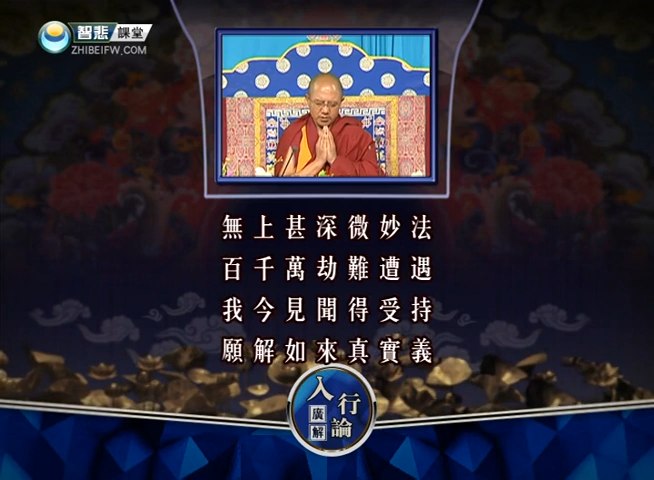 智悲課堂
ZHIBEIFW.COM
無上甚深微妙法
百千萬劫難遭遇
我今見聞得受持
願解如來真實義
入行論
廣解